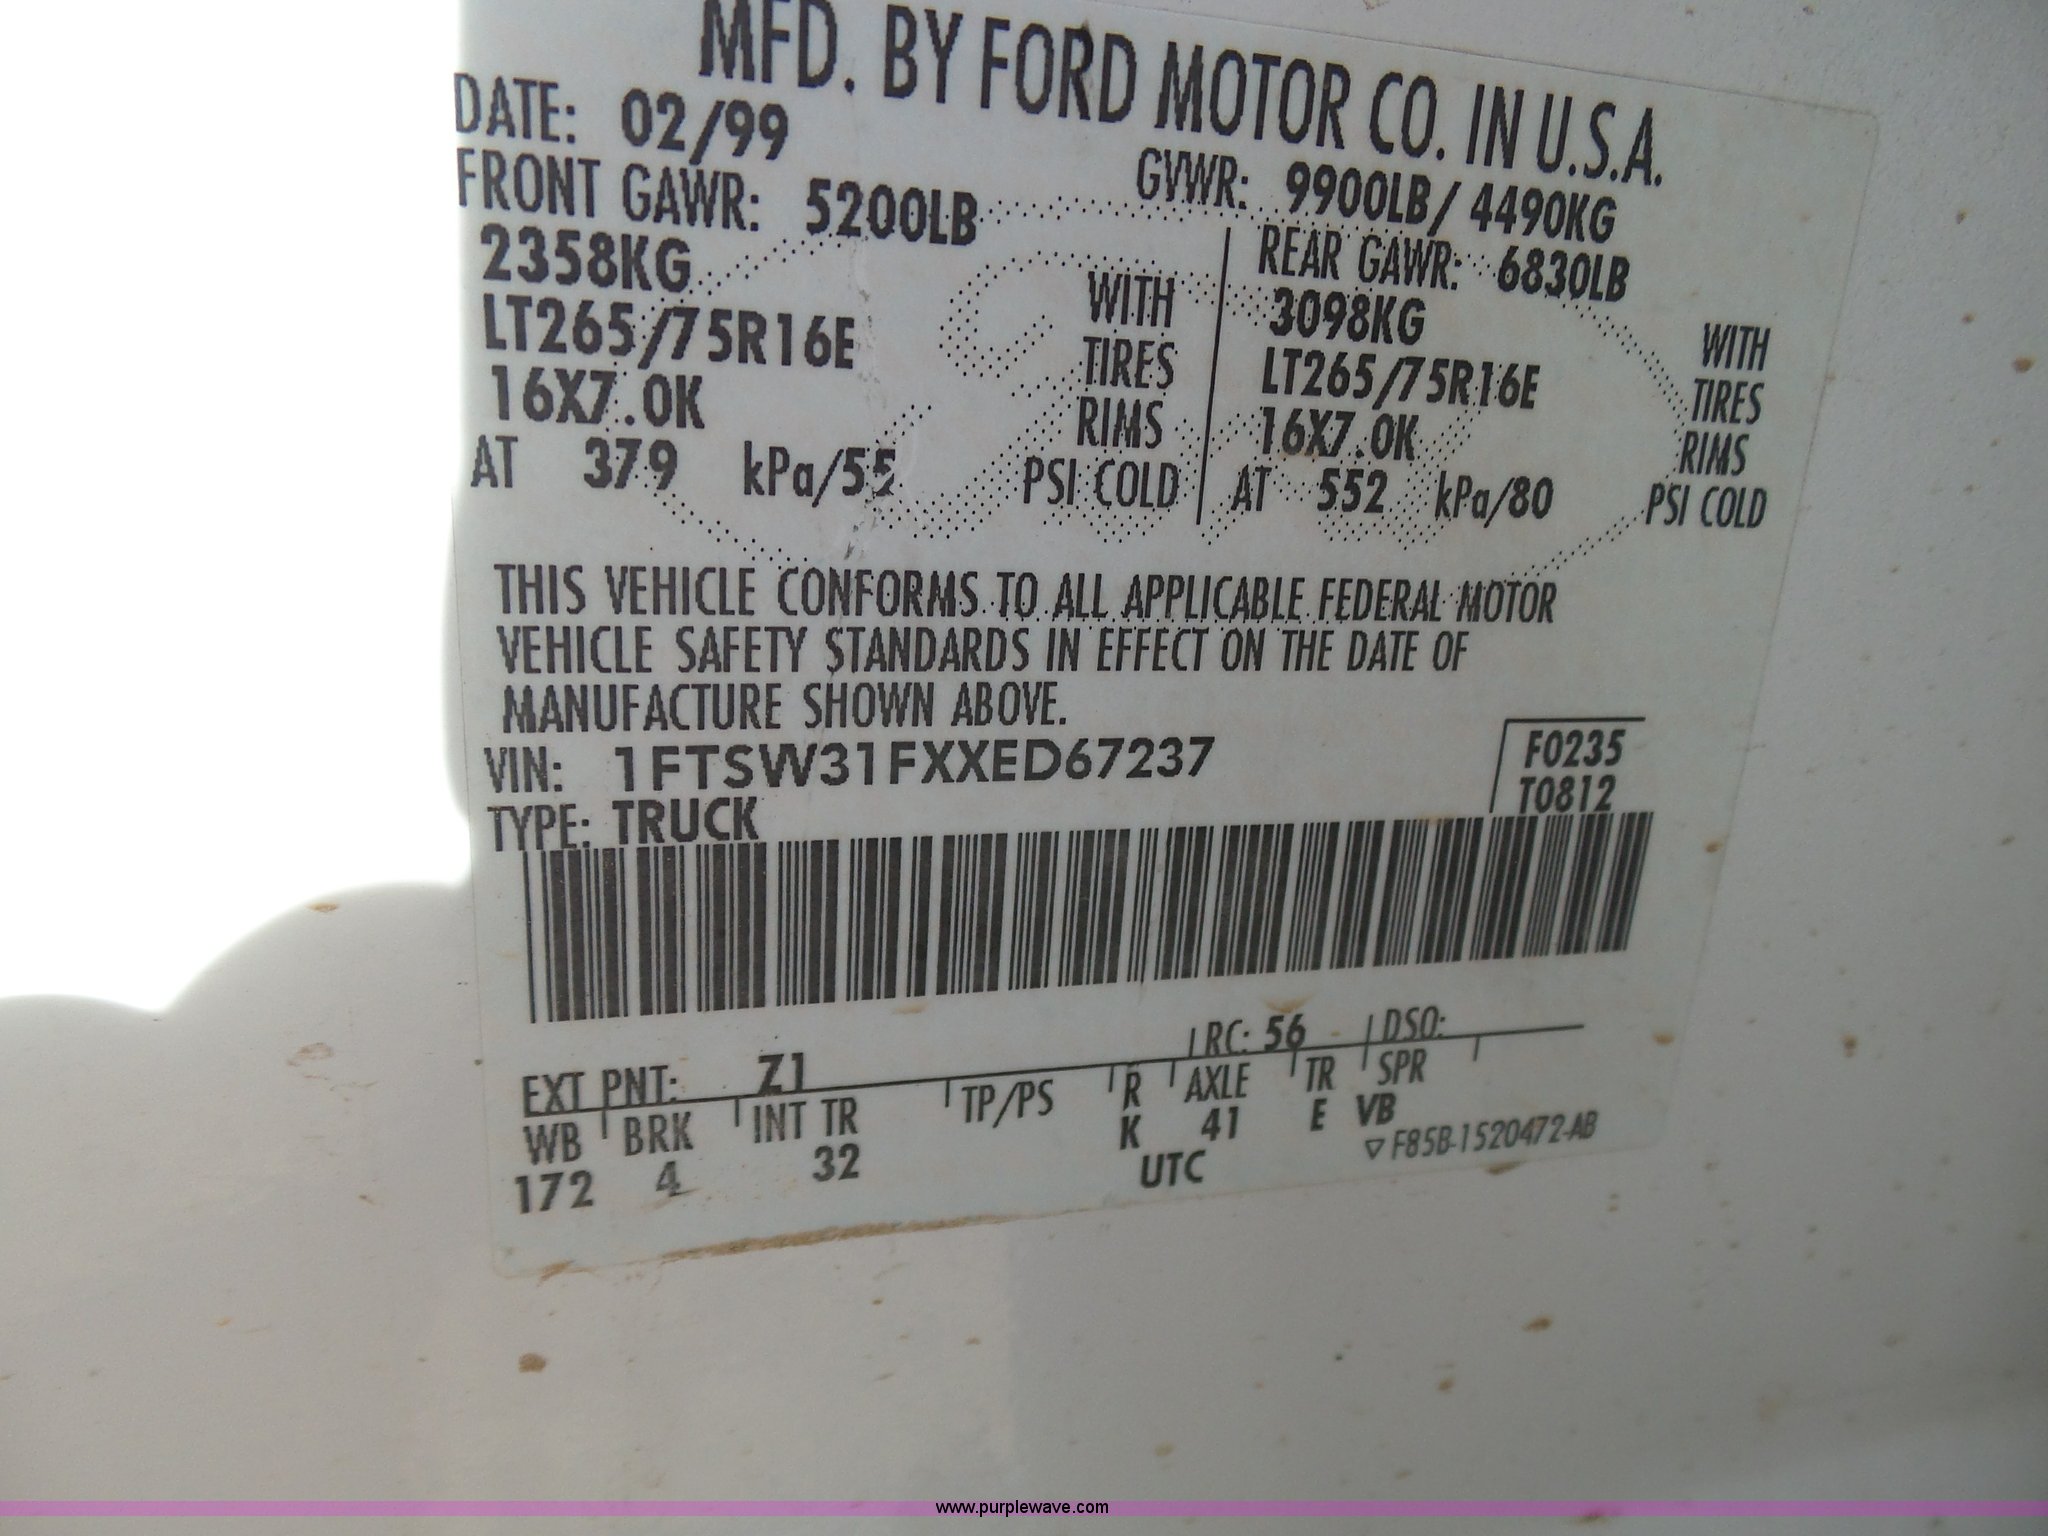 MFD. BY FORD MOTOR CO. IN U.S.A.
DATE: 02/99
GVWR: 9900LB/ 4490KG
FRONT GAWR: 5200LB
2358KG
LT265/75R16E
16X7.0K
AT 379 kPa/55
WITH
TIRES
RIMS
PSI COLD
REAR GAWR: 6830LB
3098KG
LT265/75R16E
16X7.0K
AT 552 kPa/80
WITH
TIRES
RIMS
PSI COLD
THIS VEHICLE CONFORMS TO ALL APPLICABLE FEDERAL MOTOR
VEHICLE SAFETY STANDARDS IN EFFECT ON THE DATE OF
MANUFACTURE SHOWN ABOVE.
VIN: 1FTSW31FXXED67237
TYPE: TRUCK
F0235
T0812
EXT PNT: Z1
RC: 56 DSO:
WB BRK INT TR TP/PS R AXLE TR SPR
172 4 32 K 41 E VB
UTC
F85B-1520472-AB
www.purplewave.com